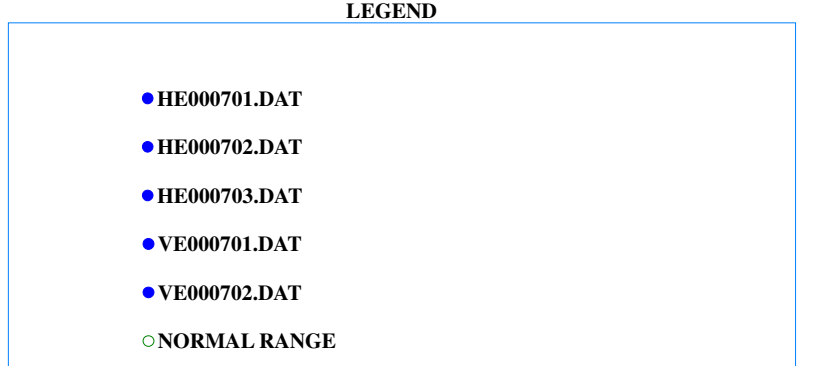 LEGEND
HE000701.DAT
HE000702.DAT
HE000703.DAT
VE000701.DAT
VE000702.DAT
NORMAL RANGE